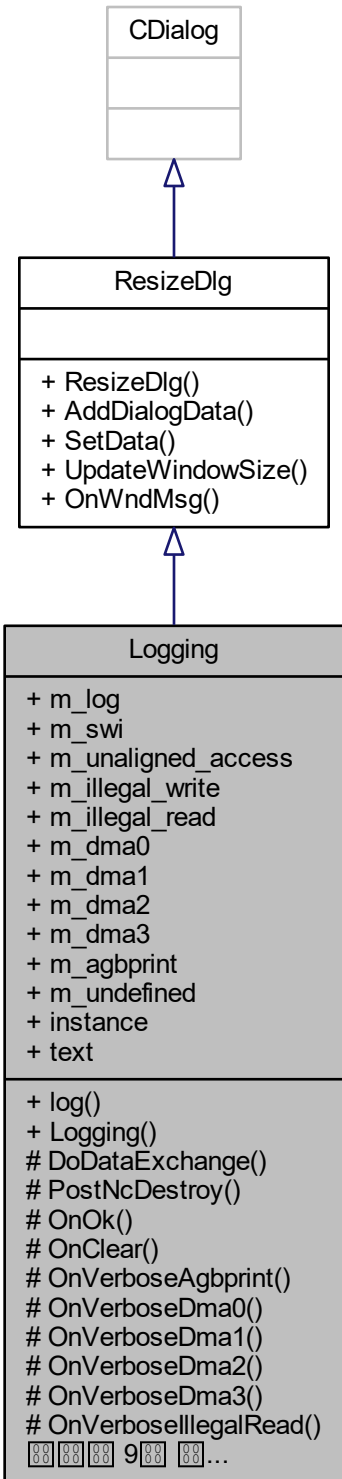 CDialog
ResizeDlg
+ ResizeDlg()
+ AddDialogData()
+ SetData()
+ UpdateWindowSize()
+ OnWndMsg()
Logging
+ m_log
+ m_swi
+ m_unaligned_access
+ m_illegal_write
+ m_illegal_read
+ m_dma0
+ m_dma1
+ m_dma2
+ m_dma3
+ m_agbprint
+ m_undefined
+ instance
+ text
+ log()
+ Logging()
# DoDataExchange()
# PostNcDestroy()
# OnOk()
# OnClear()
# OnVerboseAgbprint()
# OnVerboseDma0()
# OnVerboseDma1()
# OnVerboseDma2()
# OnVerboseDma3()
# OnVerboseIllegalRead()
9 ...